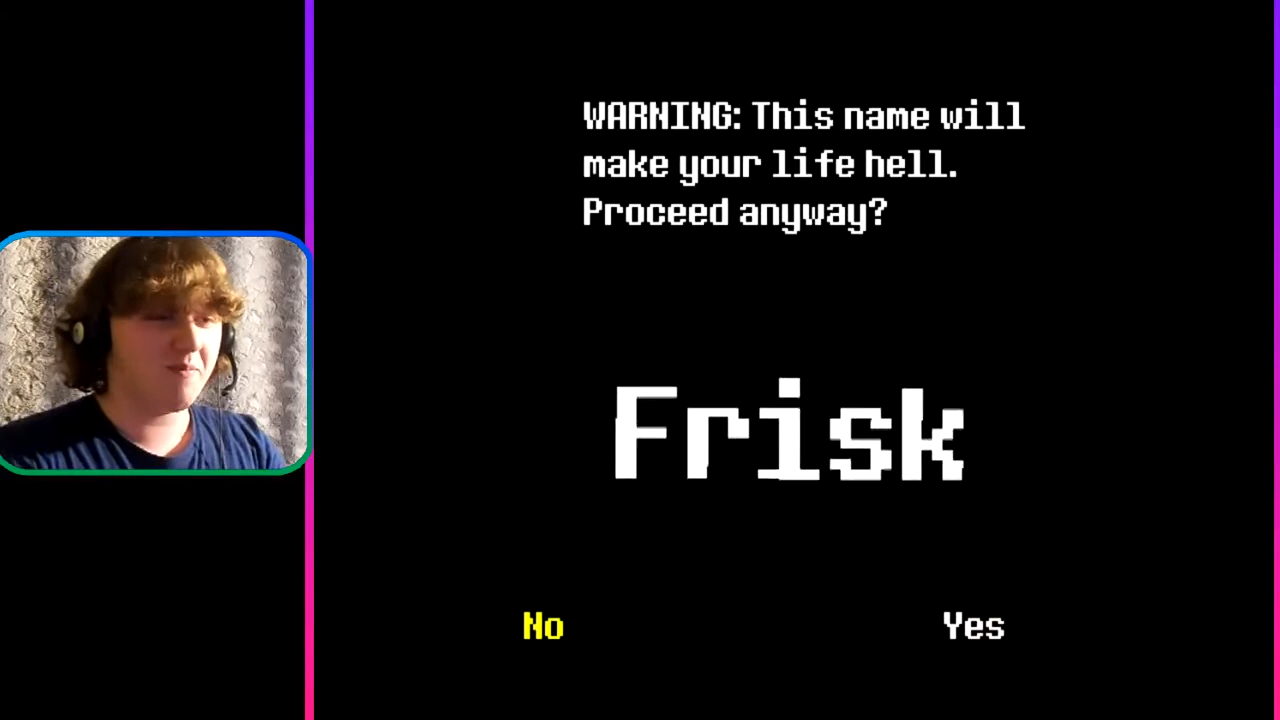 WARNING: This name will
make your life hell.
Proceed anyway?
Frisk
No
Yes